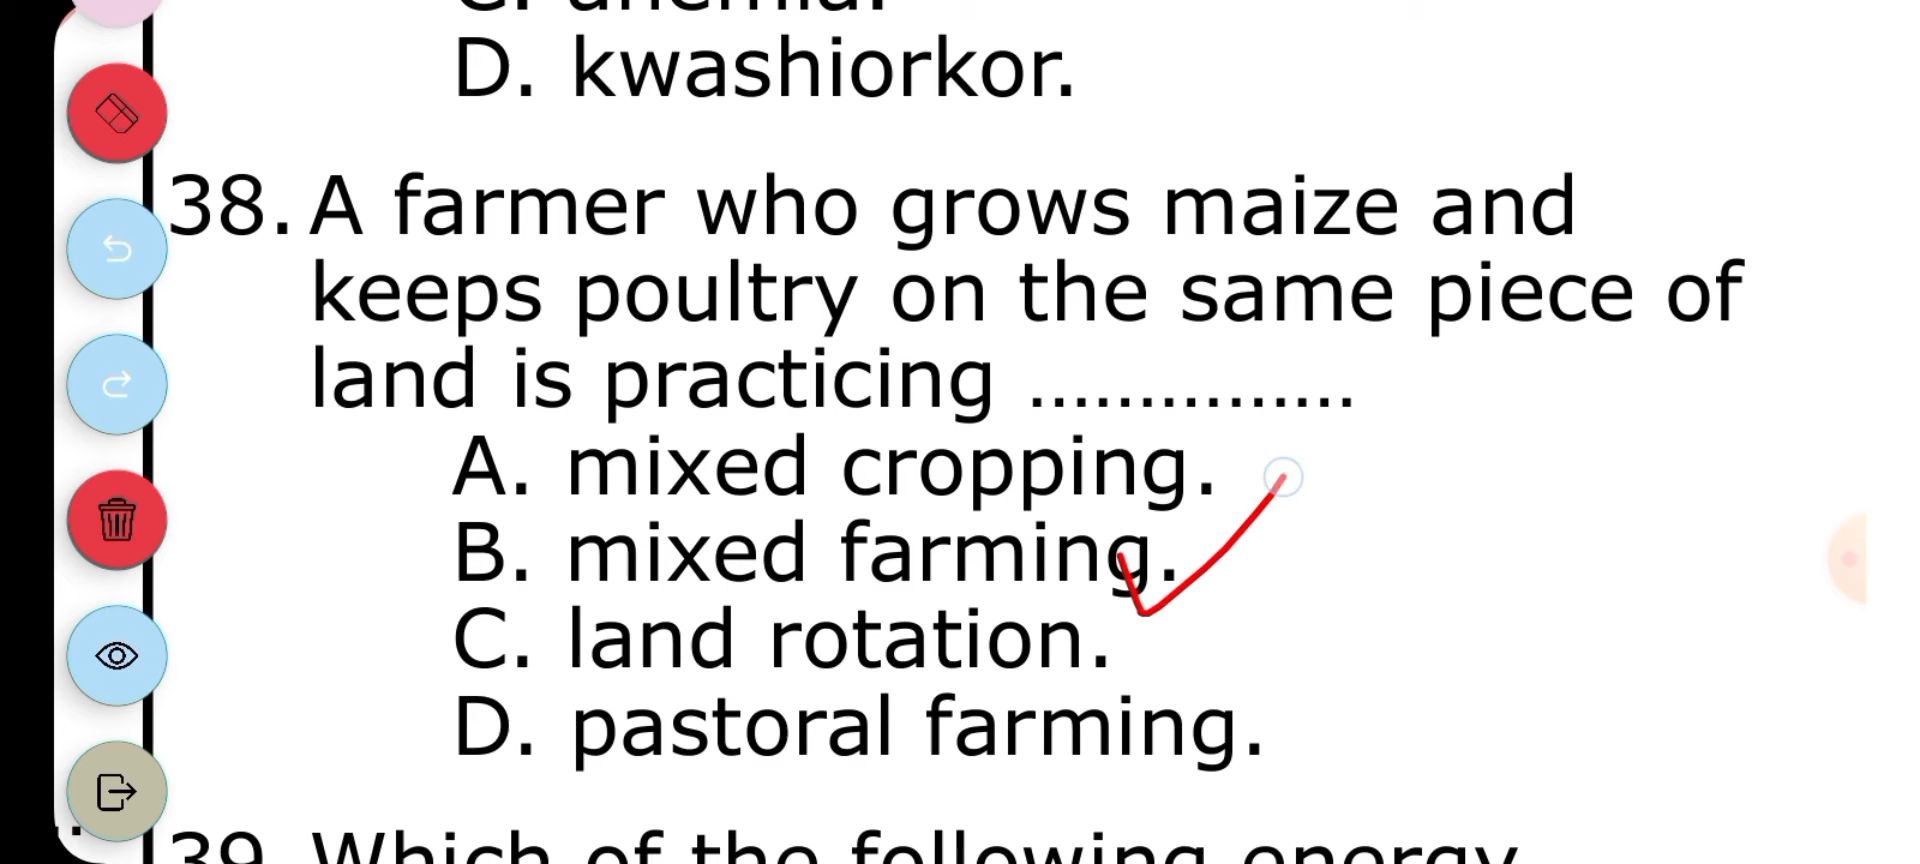 C. anemia.
D. kwashiorkor.
38. A farmer who grows maize and
keeps poultry on the same piece of
land is practicing ...............
A. mixed cropping.
B. mixed farming.
C. land rotation.
D. pastoral farming.
39. Which of the following energy